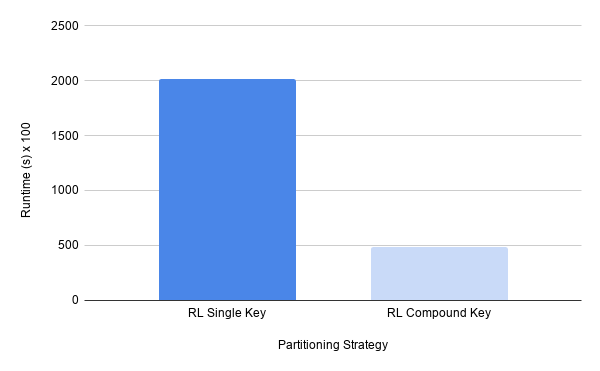 2500
2000
1500
1000
500
0
Runtime (s) x 100
RL Single Key
RL Compound Key
Partitioning Strategy